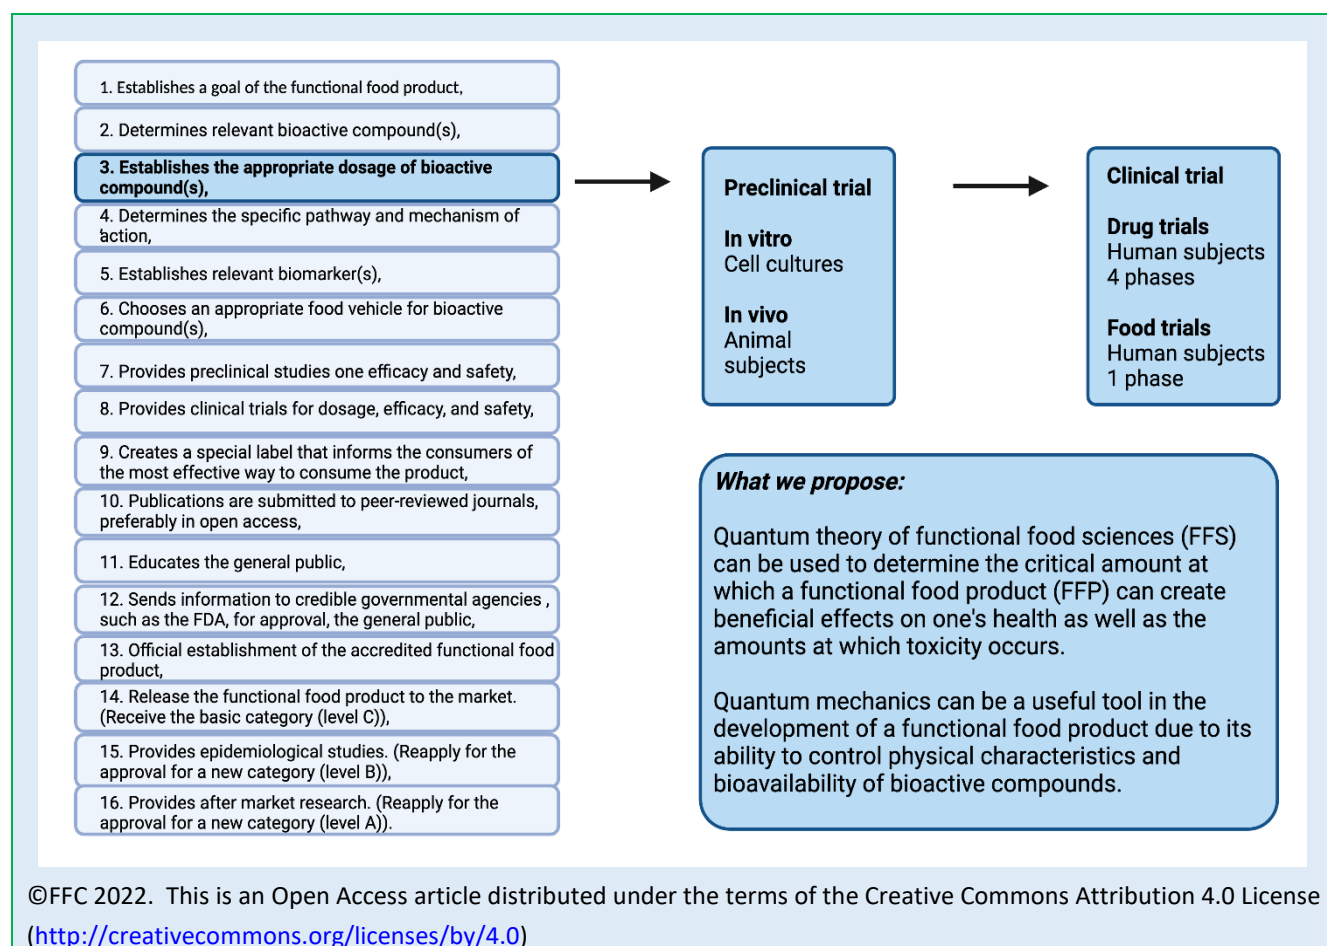 1. Establishes a goal of the functional food product,
2. Determines relevant bioactive compound(s),
3. Establishes the appropriate dosage of bioactive
compound(s),
4. Determines the specific pathway and mechanism of
action,
5. Establishes relevant biomarker(s),
6. Chooses an appropriate food vehicle for bioactive
compound(s),
7. Provides preclinical studies one efficacy and safety,
8. Provides clinical trials for dosage, efficacy, and safety,
9. Creates a special label that informs the consumers of
the most effective way to consume the product,
10. Publications are submitted to peer-reviewed journals,
preferably in open access,
11. Educates the general public,
12. Sends information to credible governmental agencies ,
such as the FDA, for approval, the general public,
13. Official establishment of the accredited functional food
product,
14. Release the functional food product to the market.
(Receive the basic category (level C)),
15. Provides epidemiological studies. (Reapply for the
approval for a new category (level B)),
16. Provides after market research. (Reapply for the
approval for a new category (level A)).
Preclinical trial
In vitro
Cell cultures
In vivo
Animal
subjects
Clinical trial
Drug trials
Human subjects
4 phases
Food trials
Human subjects
1 phase
What we propose:
Quantum theory of functional food sciences (FFS)
can be used to determine the critical amount at
which a functional food product (FFP) can create
beneficial effects on one's health as well as the
amounts at which toxicity occurs.
Quantum mechanics can be a useful tool in the
development of a functional food product due to its
ability to control physical characteristics and
bioavailability of bioactive compounds.
©FFC 2022. This is an Open Access article distributed under the terms of the Creative Commons Attribution 4.0 License
(http://creativecommons.org/licenses/by/4.0)